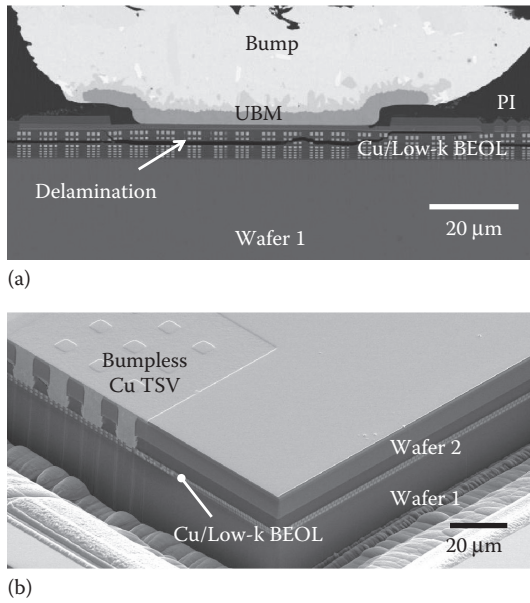 Bump
UBM
PI
Cu/Low-k BEOL
Delamination
20 µm
Wafer 1
(a)
Bumpless
Cu TSV
Wafer 2
Wafer 1
Cu/Low-k BEOL
20 µm
(b)